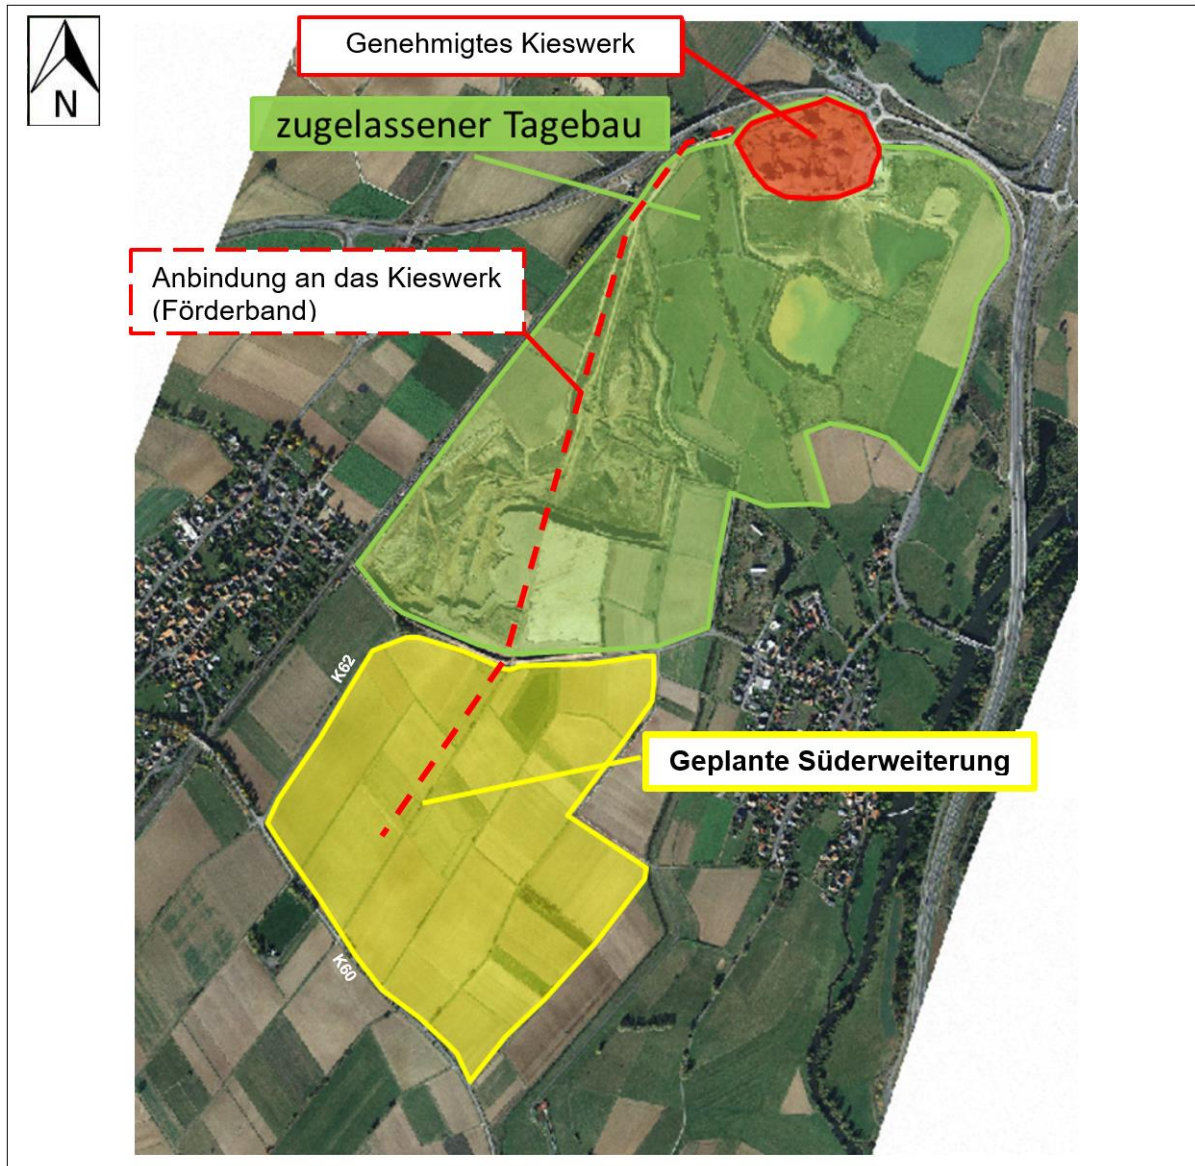 Genehmigtes Kieswerk
zugelassener Tagebau
N
Anbindung an das Kieswerk
(Förderband)
K62
Geplante Süderweiterung
K60